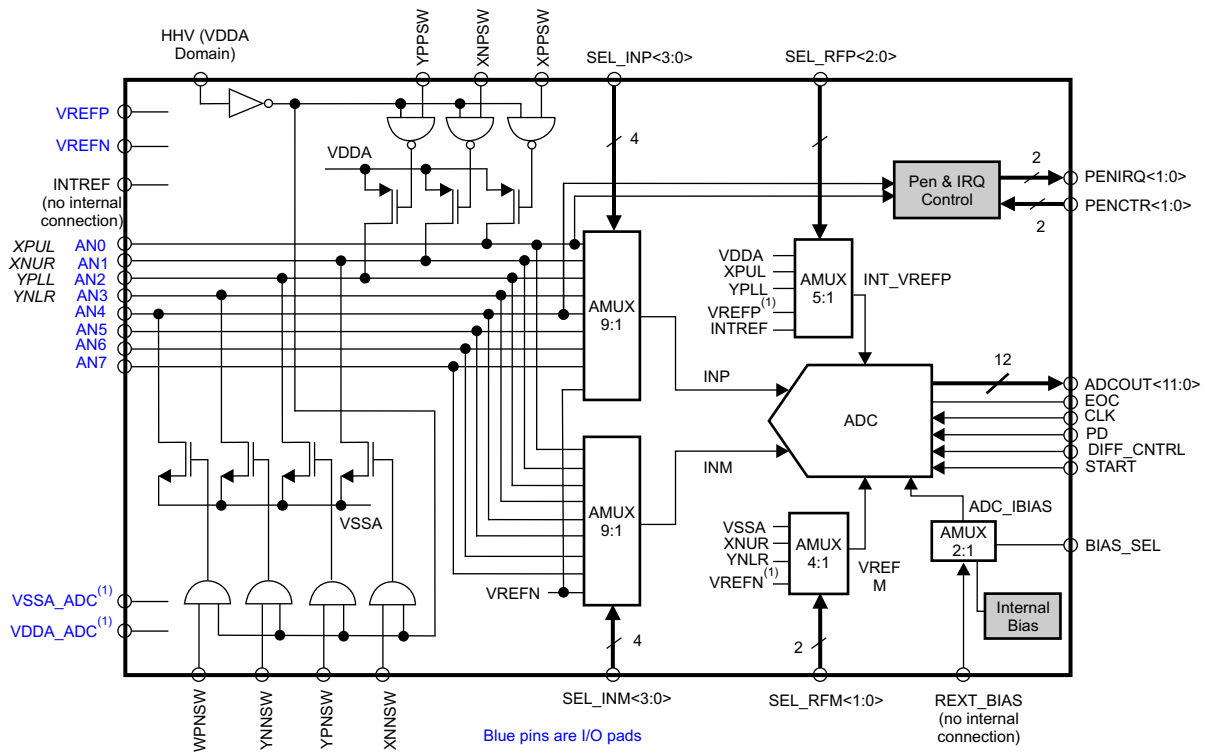 HHV (VDDA
Domain)
YPPSW
XNPSW
XPPSW
SEL_INP<3:0>
SEL_RFP<2:0>
VREFP
VREFN
INTREF
(no internal
connection)
VDDA
4
Pen & IRQ
Control
2
PENIRQ<1:0>
PENCTR<1:0>
2
XPUL AN0
XNUR AN1
YPLL AN2
YNLR AN3
AN4
AN5
AN6
AN7
AMUX
9:1
VDDA
XPUL
YPLL
VREFP(1)
INTREF
AMUX
5:1
INT_VREFP
INP
ADC
12
ADCOUT<11:0>
EOC
CLK
PD
DIFF_CNTRL
START
INM
AMUX
9:1
VSSA
VREFN
VSSA
XNUR
YNLR
VREFN(1)
AMUX
4:1
VREF
M
ADC_IBIAS
AMUX
2:1
BIAS_SEL
Internal
Bias
VSSA_ADC(1)
VDDA_ADC(1)
4
2
WPNSW
YNNSW
YPNSW
XNNSW
SEL_INM<3:0>
SEL_RFM<1:0>
REXT_BIAS
(no internal
connection)
Blue pins are I/O pads